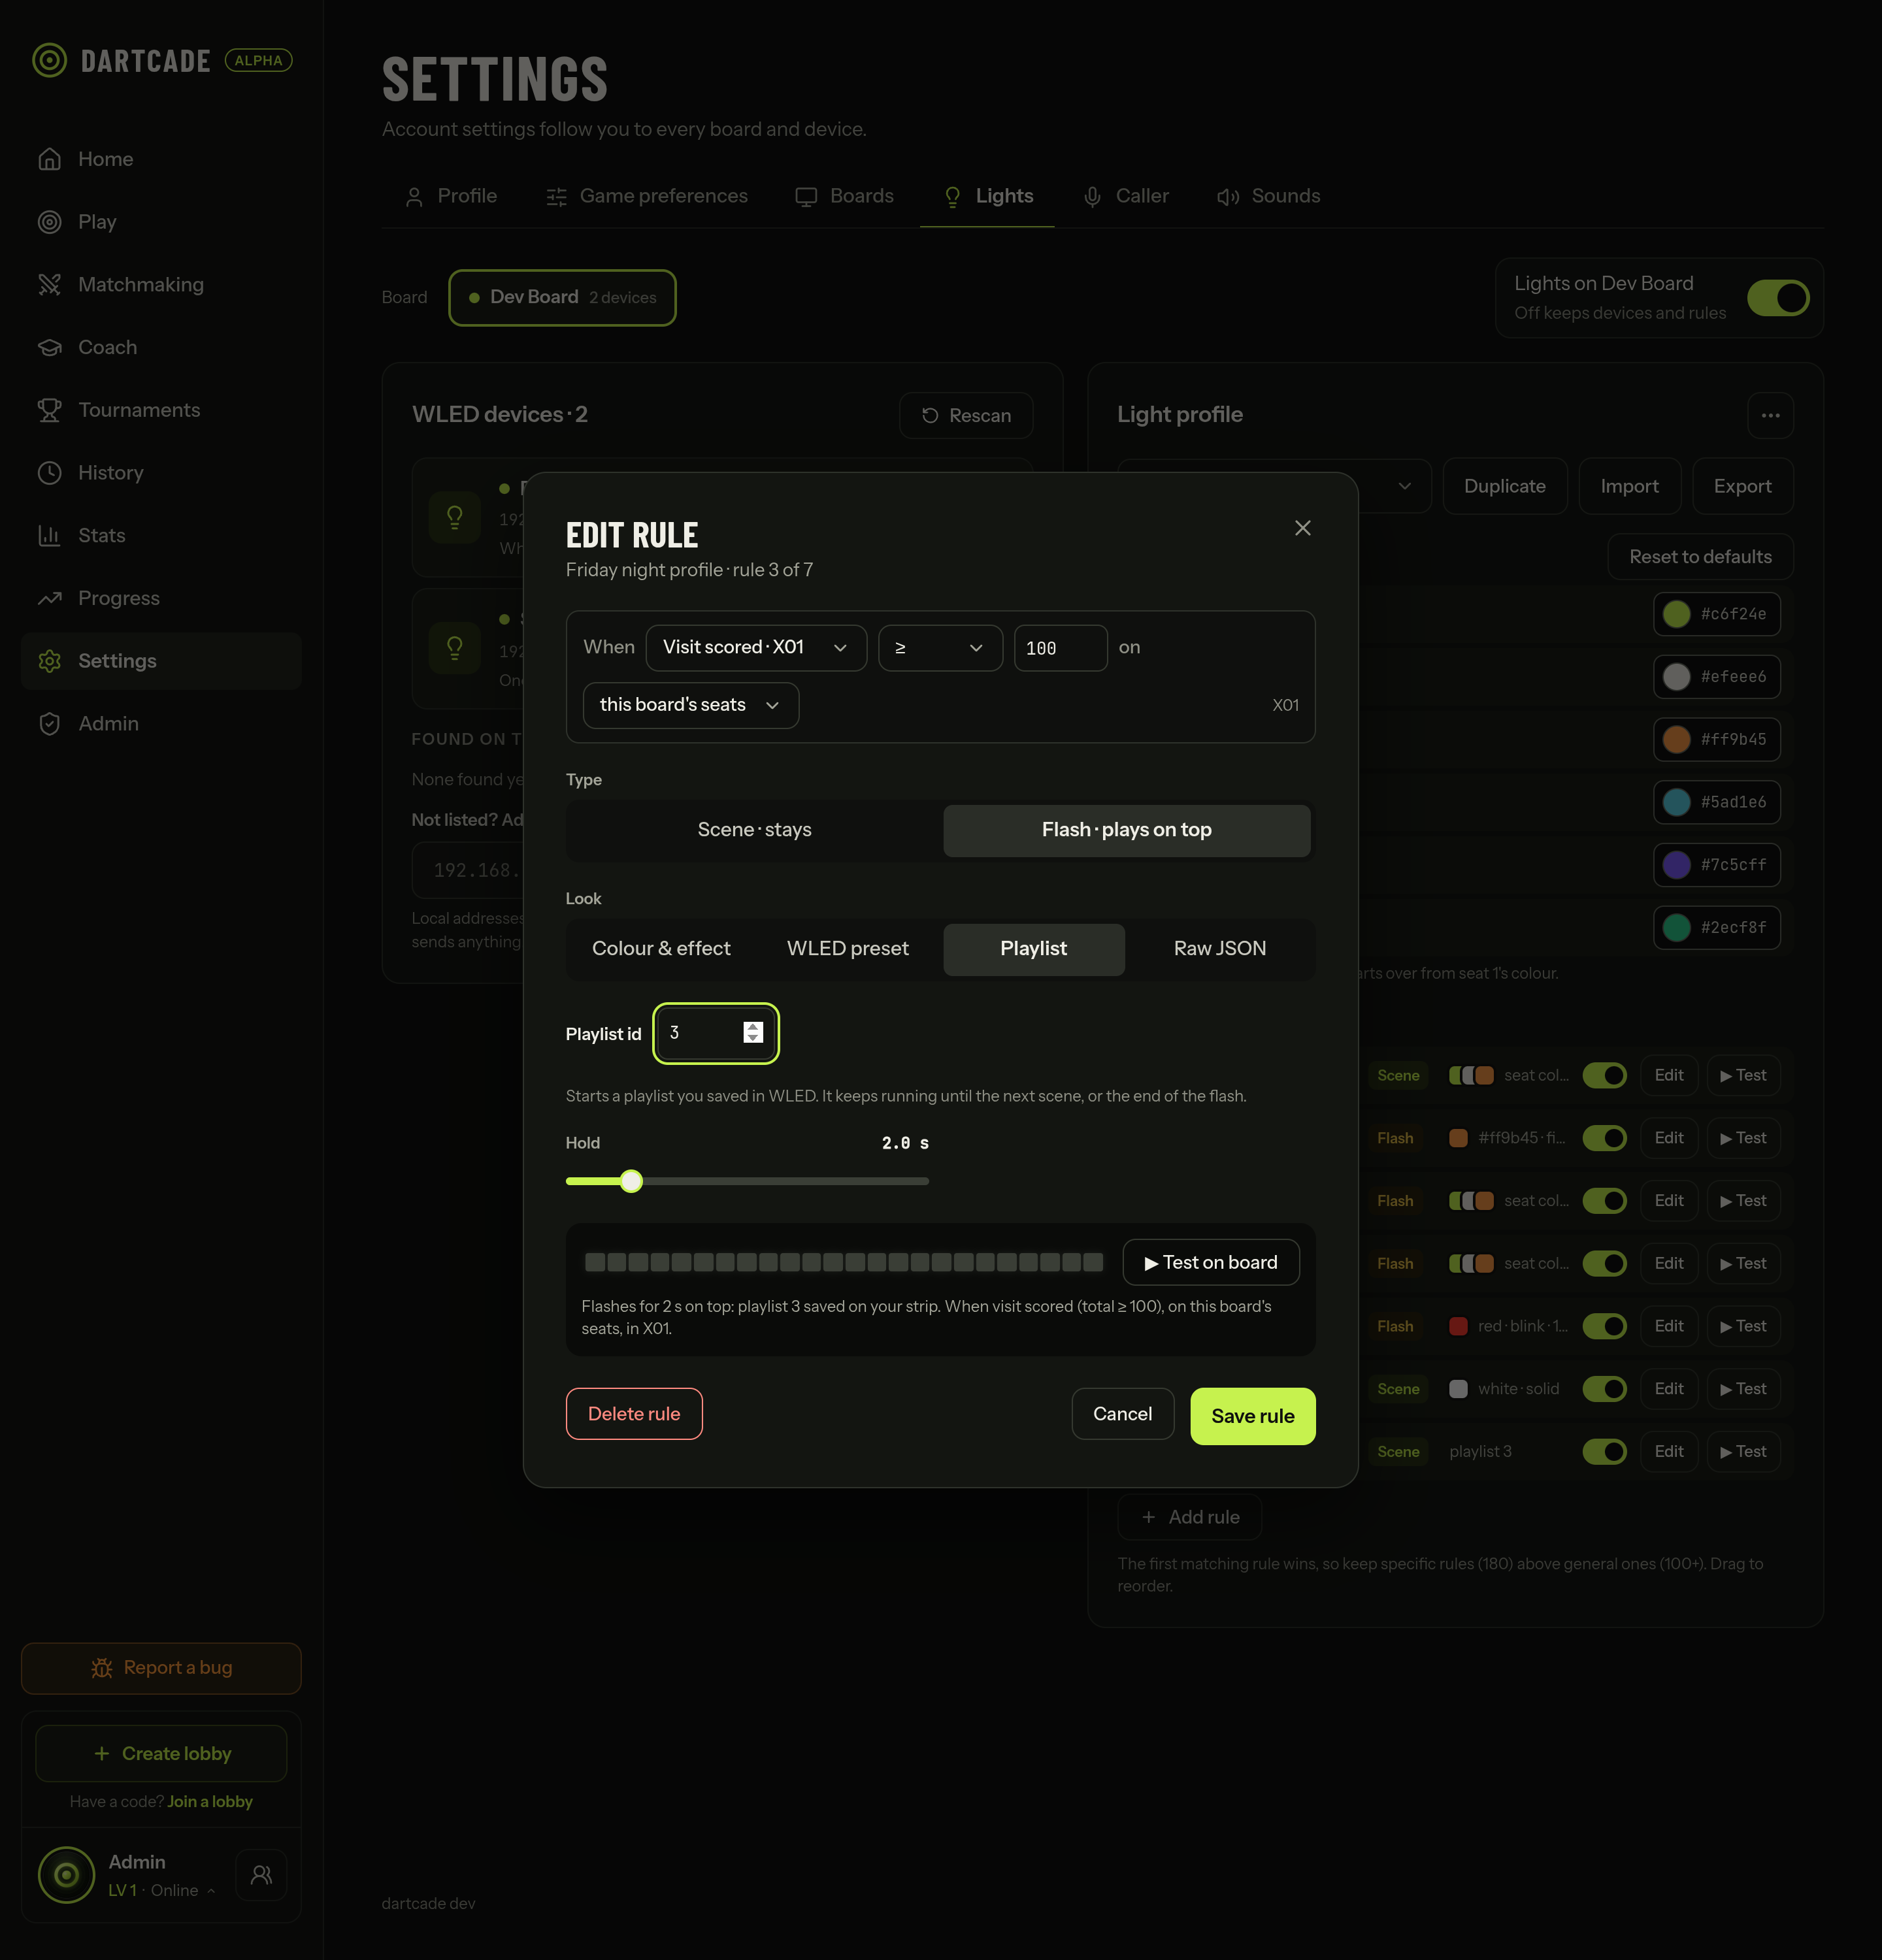 DARTCADE ALPHA
Home
Play
Matchmaking
Coach
Tournaments
History
Stats
Progress
Settings
Admin
Report a bug
+ Create lobby
Have a code? Join a lobby
Admin
LV 1 · Online
SETTINGS
Account settings follow you to every board and device.
Profile
Game preferences
Boards
Lights
Caller
Sounds
Board
Dev Board 2 devices
Lights on Dev Board
Off keeps devices and rules
WLED devices · 2
Rescan
192
Wh
192
One
FOUND ON T
None found ye
Not listed? Ad
192.168.
Local addresses
sends anything
Light profile
Duplicate
Import
Export
Reset to defaults
#c6f24e
#efeee6
#ff9b45
#5ad1e6
#7c5cff
#2ecf8f
arts over from seat 1's colour.
Scene seat col... Edit ▶ Test
Flash #ff9b45 · fi... Edit ▶ Test
Flash seat col... Edit ▶ Test
Flash seat col... Edit ▶ Test
Flash red · blink · 1... Edit ▶ Test
Scene white · solid Edit ▶ Test
Scene playlist 3 Edit ▶ Test
+ Add rule
The first matching rule wins, so keep specific rules (180) above general ones (100+). Drag to
reorder.
EDIT RULE
Friday night profile · rule 3 of 7
When Visit scored · X01 ≥ 100 on
this board's seats X01
Type
Scene · stays
Flash · plays on top
Look
Colour & effect
WLED preset
Playlist
Raw JSON
Playlist id 3
Starts a playlist you saved in WLED. It keeps running until the next scene, or the end of the flash.
Hold 2.0 s
▶ Test on board
Flashes for 2 s on top: playlist 3 saved on your strip. When visit scored (total ≥ 100), on this board's
seats, in X01.
Delete rule
Cancel
Save rule
dartcade dev